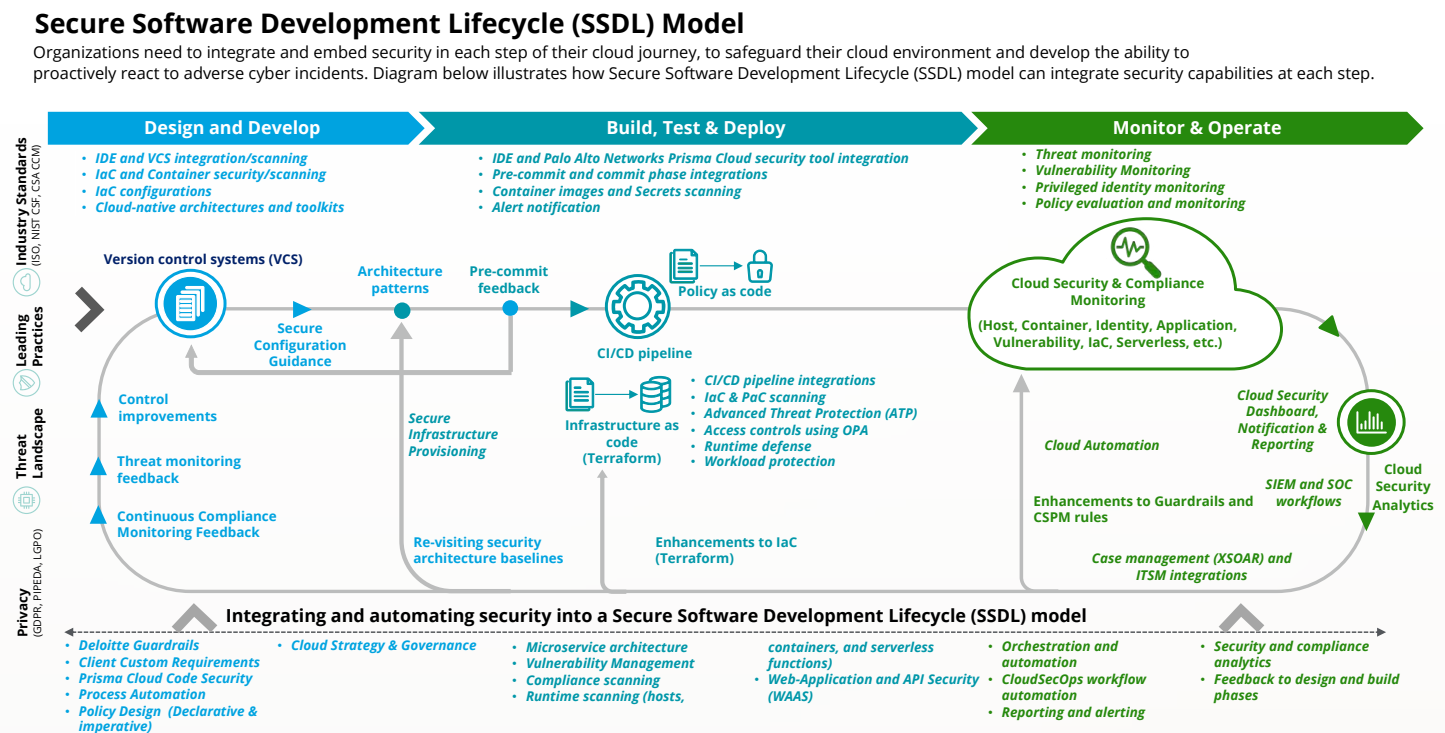 Secure Software Development Lifecycle (SSDL) Model
Organizations need to integrate and embed security in each step of their cloud journey, to safeguard their cloud environment and develop the ability to
proactively react to adverse cyber incidents. Diagram below illustrates how Secure Software Development Lifecycle (SSDL) model can integrate security capabilities at each step.
Industry Standards
(ISO, NIST CSF, CSA CCM)
Leading
Practices
Threat
Landscape
Privacy
(GDPR, PIPEDA, LGPO)
Design and Develop
• IDE and VCS integration/scanning
• IaC and Container security/scanning
• IaC configurations
• Cloud-native architectures and toolkits
Build, Test & Deploy
• IDE and Palo Alto Networks Prisma Cloud security tool integration
• Pre-commit and commit phase integrations
• Container images and Secrets scanning
• Alert notification
Monitor & Operate
• Threat monitoring
• Vulnerability Monitoring
• Privileged identity monitoring
• Policy evaluation and monitoring
Version control systems (VCS)
Secure
Configuration
Guidance
Architecture
patterns
Pre-commit
feedback
Policy as code
CI/CD pipeline
Cloud Security & Compliance
Monitoring
(Host, Container, Identity, Application,
Vulnerability, IaC, Serverless, etc.)
Control
improvements
Threat monitoring
feedback
Continuous Compliance
Monitoring Feedback
Secure
Infrastructure
Provisioning
Re-visiting security
architecture baselines
Infrastructure as
code
(Terraform)
• CI/CD pipeline integrations
• IaC & PaC scanning
• Advanced Threat Protection (ATP)
• Access controls using OPA
• Runtime defense
• Workload protection
Enhancements to IaC
(Terraform)
Cloud Automation
Enhancements to Guardrails and
CSPM rules
Cloud Security
Dashboard,
Notification &
Reporting
Cloud
Security
Analytics
SIEM and SOC
workflows
Case management (XSOAR) and
ITSM integrations
Integrating and automating security into a Secure Software Development Lifecycle (SSDL) model
• Deloitte Guardrails
• Client Custom Requirements
• Prisma Cloud Code Security
• Process Automation
• Policy Design (Declarative &
imperative)
• Cloud Strategy & Governance
• Microservice architecture
• Vulnerability Management
• Compliance scanning
• Runtime scanning (hosts,
containers, and serverless
functions)
• Web-Application and API Security
(WAAS)
• Orchestration and
automation
• CloudSecOps workflow
automation
• Reporting and alerting
• Security and compliance
analytics
• Feedback to design and build
phases